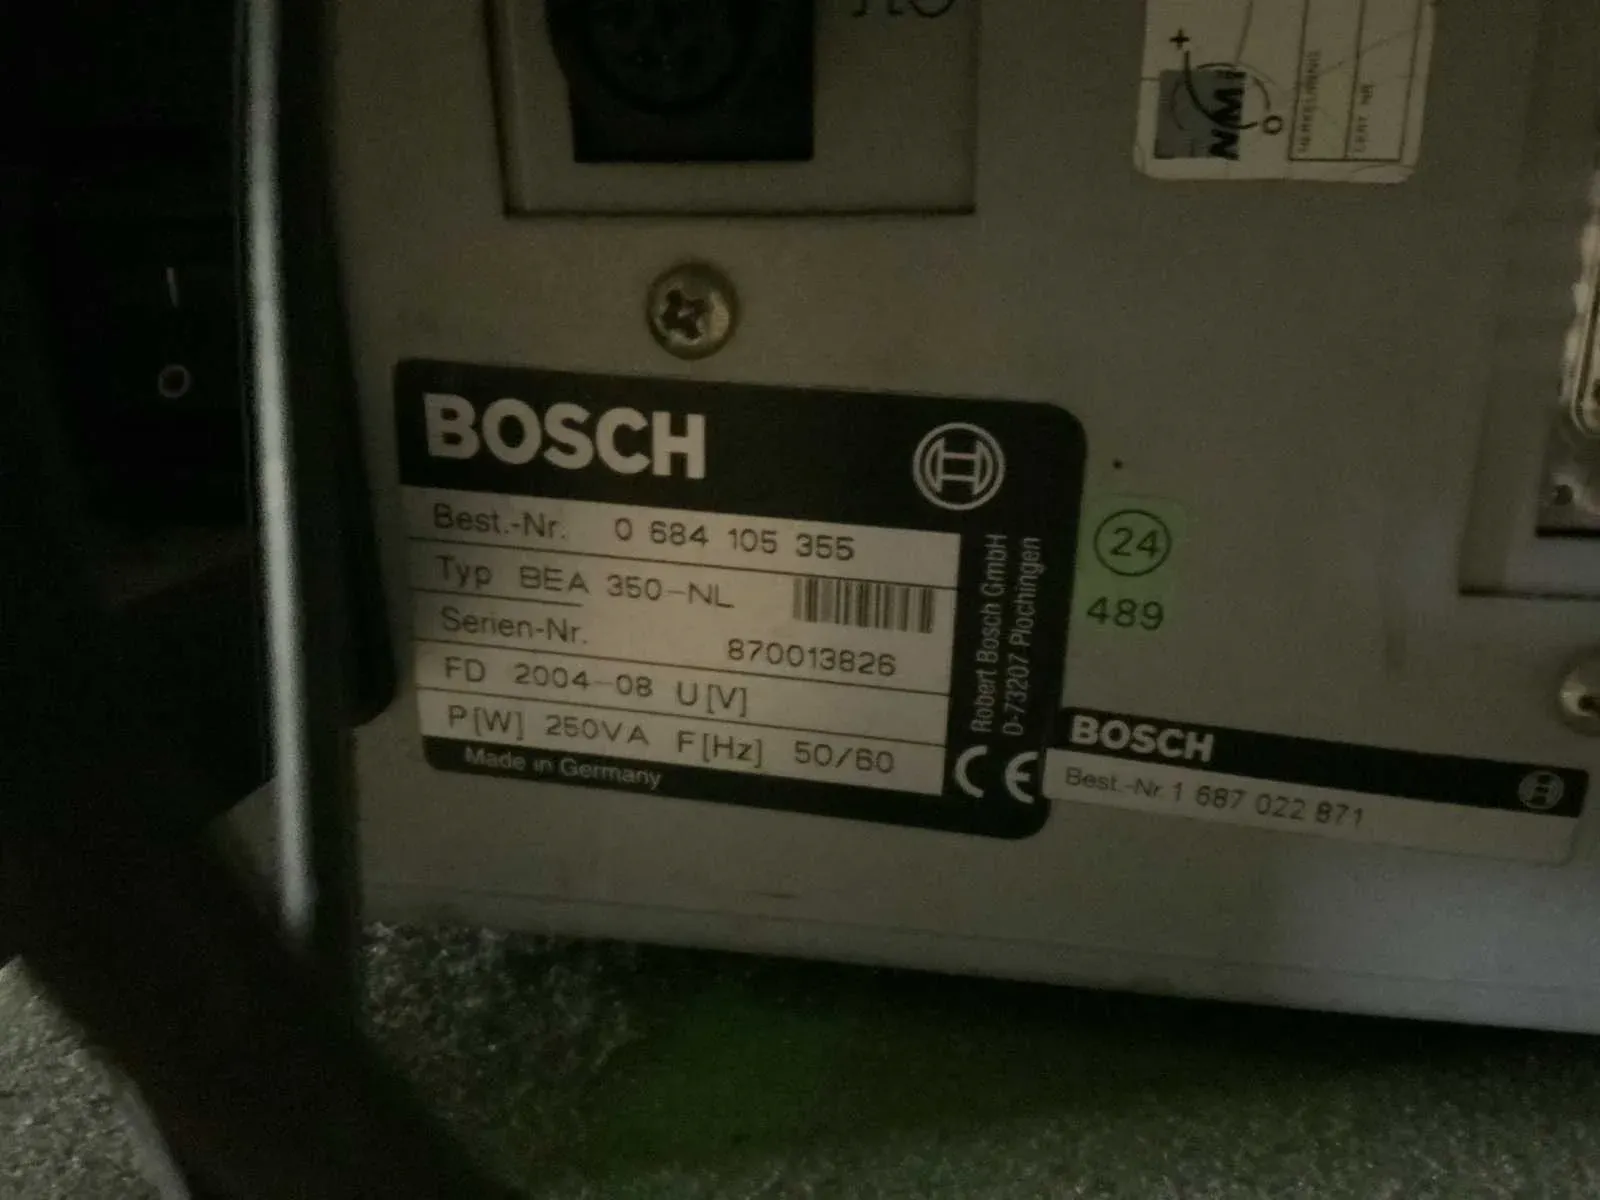 NMi
CERT. NR.
BOSCH
Best.-Nr. 0 684 105 355
Typ BEA 350-NL
Serien-Nr. 870013826
FD 2004-08 U[V]
P[W] 250VA F[Hz] 50/60
Made in Germany
Robert Bosch GmbH
D-73207 Plochingen
CE
24
489
BOSCH
Best.-Nr. 1 687 022 871